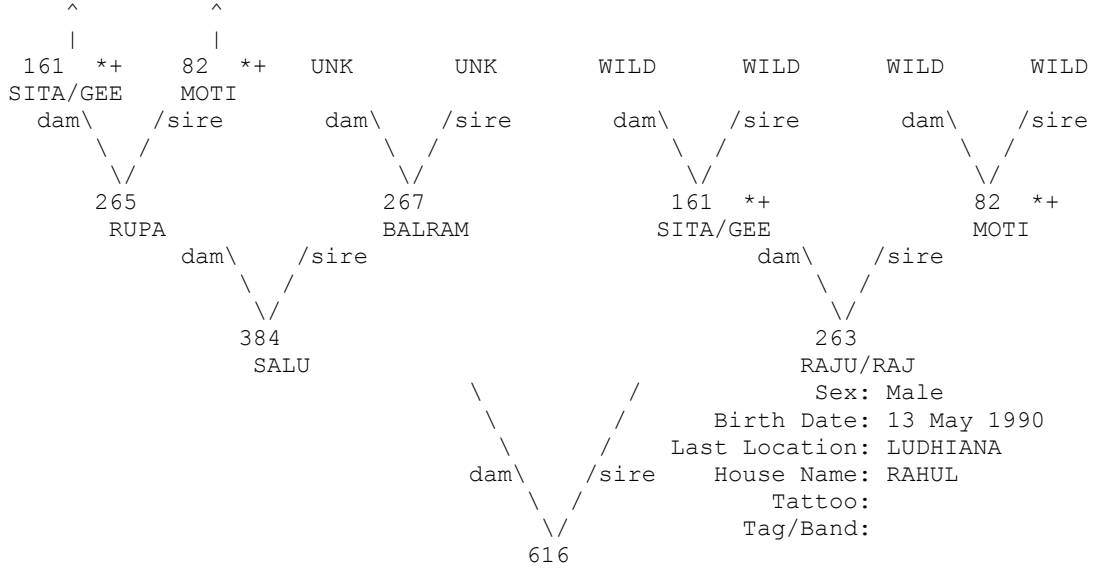 ^ ^
| |
161 *+ 82 *+ UNK UNK WILD WILD WILD WILD
SITA/GEE MOTI
dam\ /sire dam\ /sire dam\ /sire dam\ /sire
\ / \ / \ / \ /
\/ \/ \/ \/
265 267 161 *+ 82 *+
RUPA BALRAM SITA/GEE MOTI
dam\ /sire dam\ /sire
\ / \ /
\/ \/
384 263
SALU RAJU/RAJ
\ / Sex: Male
\ / Birth Date: 13 May 1990
\ / Last Location: LUDHIANA
dam\ /sire House Name: RAHUL
\ / Tattoo:
\/ Tag/Band:
616